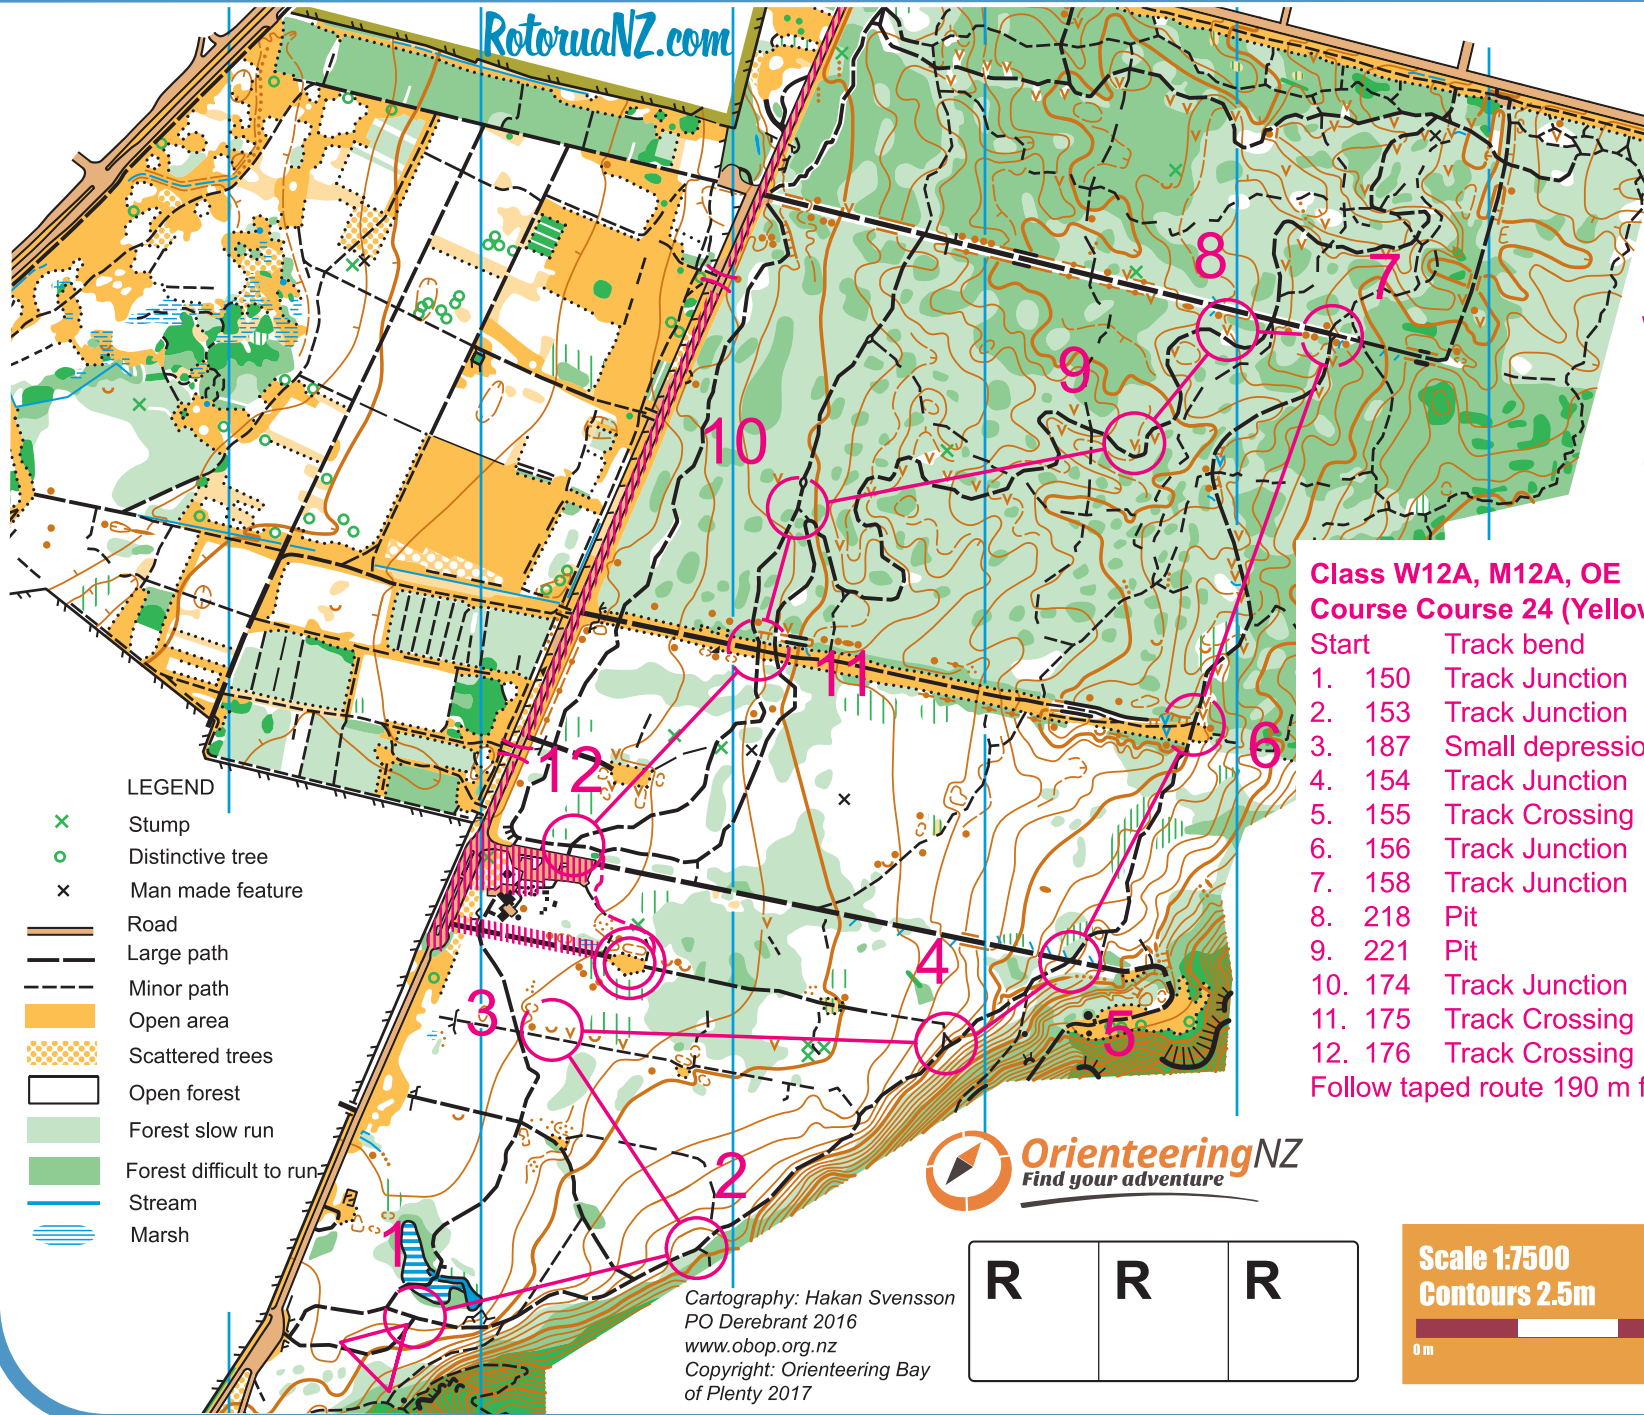 RotoruaNZ.com
8
7
9
10
11
12
6
4
3
5
2
1
LEGEND
Stump
Distinctive tree
Man made feature
Road
Large path
Minor path
Open area
Scattered trees
Open forest
Forest slow run
Forest difficult to run
Stream
Marsh
Class W12A, M12A, OE
Course Course 24 (Yellow
Start Track bend
1. 150 Track Junction
2. 153 Track Junction
3. 187 Small depressio
4. 154 Track Junction
5. 155 Track Crossing
6. 156 Track Junction
7. 158 Track Junction
8. 218 Pit
9. 221 Pit
10. 174 Track Junction
11. 175 Track Crossing
12. 176 Track Crossing
Follow taped route 190 m f
OrienteeringNZ
Find your adventure
Cartography: Hakan Svensson
PO Derebrant 2016
www.obop.org.nz
Copyright: Orienteering Bay
of Plenty 2017
R R R
Scale 1:7500
Contours 2.5m
0 m